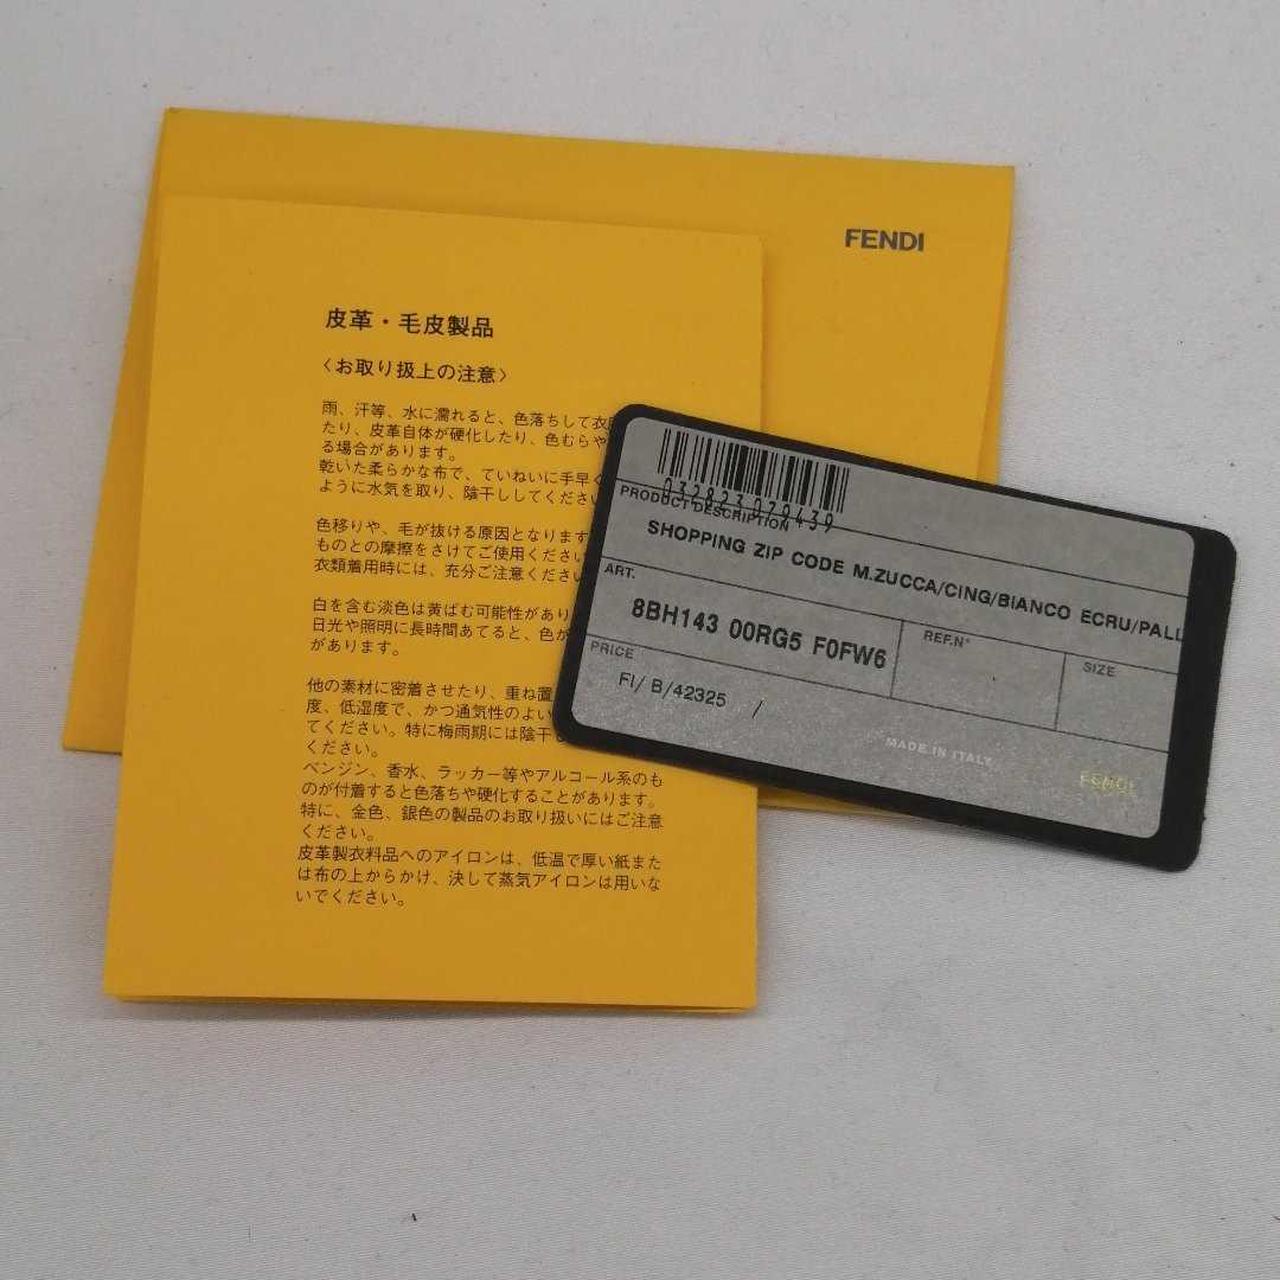 FENDI
皮革・毛皮製品
〈お取り扱上の注意〉
雨、汗等、水に濡れると、色落ちして衣
たり、皮革自体が硬化したり、色むらや
る場合があります。
乾いた柔らかな布で、ていねいに手早く
ように水気を取り、陰干ししてくださ
色移りや、毛が抜ける原因となります
ものとの摩擦をさけてご使用ください
衣類着用時には、充分ご注意ください
白を含む淡色は黄ばむ可能性があり
日光や照明に長時間あてると、色が
があります。
他の素材に密着させたり、重ね置
度、低湿度で、かつ通気性のよい
てください。特に梅雨期には陰干し
ください。
ベンジン、香水、ラッカー等やアルコール系のも
のが付着すると色落ちや硬化することがあります。
特に、金色、銀色の製品のお取り扱いにはご注意
ください。
皮革製衣料品へのアイロンは、低温で厚い紙また
は布の上からかけ、決して蒸気アイロンは用いな
いでください。
032823079439
PRODUCT DESCRIPTION
SHOPPING ZIP CODE M.ZUCCA/CING/BIANCO ECRU/PALL
ART.
8BH143 00RG5 F0FW6
REF.N°
SIZE
PRICE
FI/ B/42325 /
MADE IN ITALY
FENDI